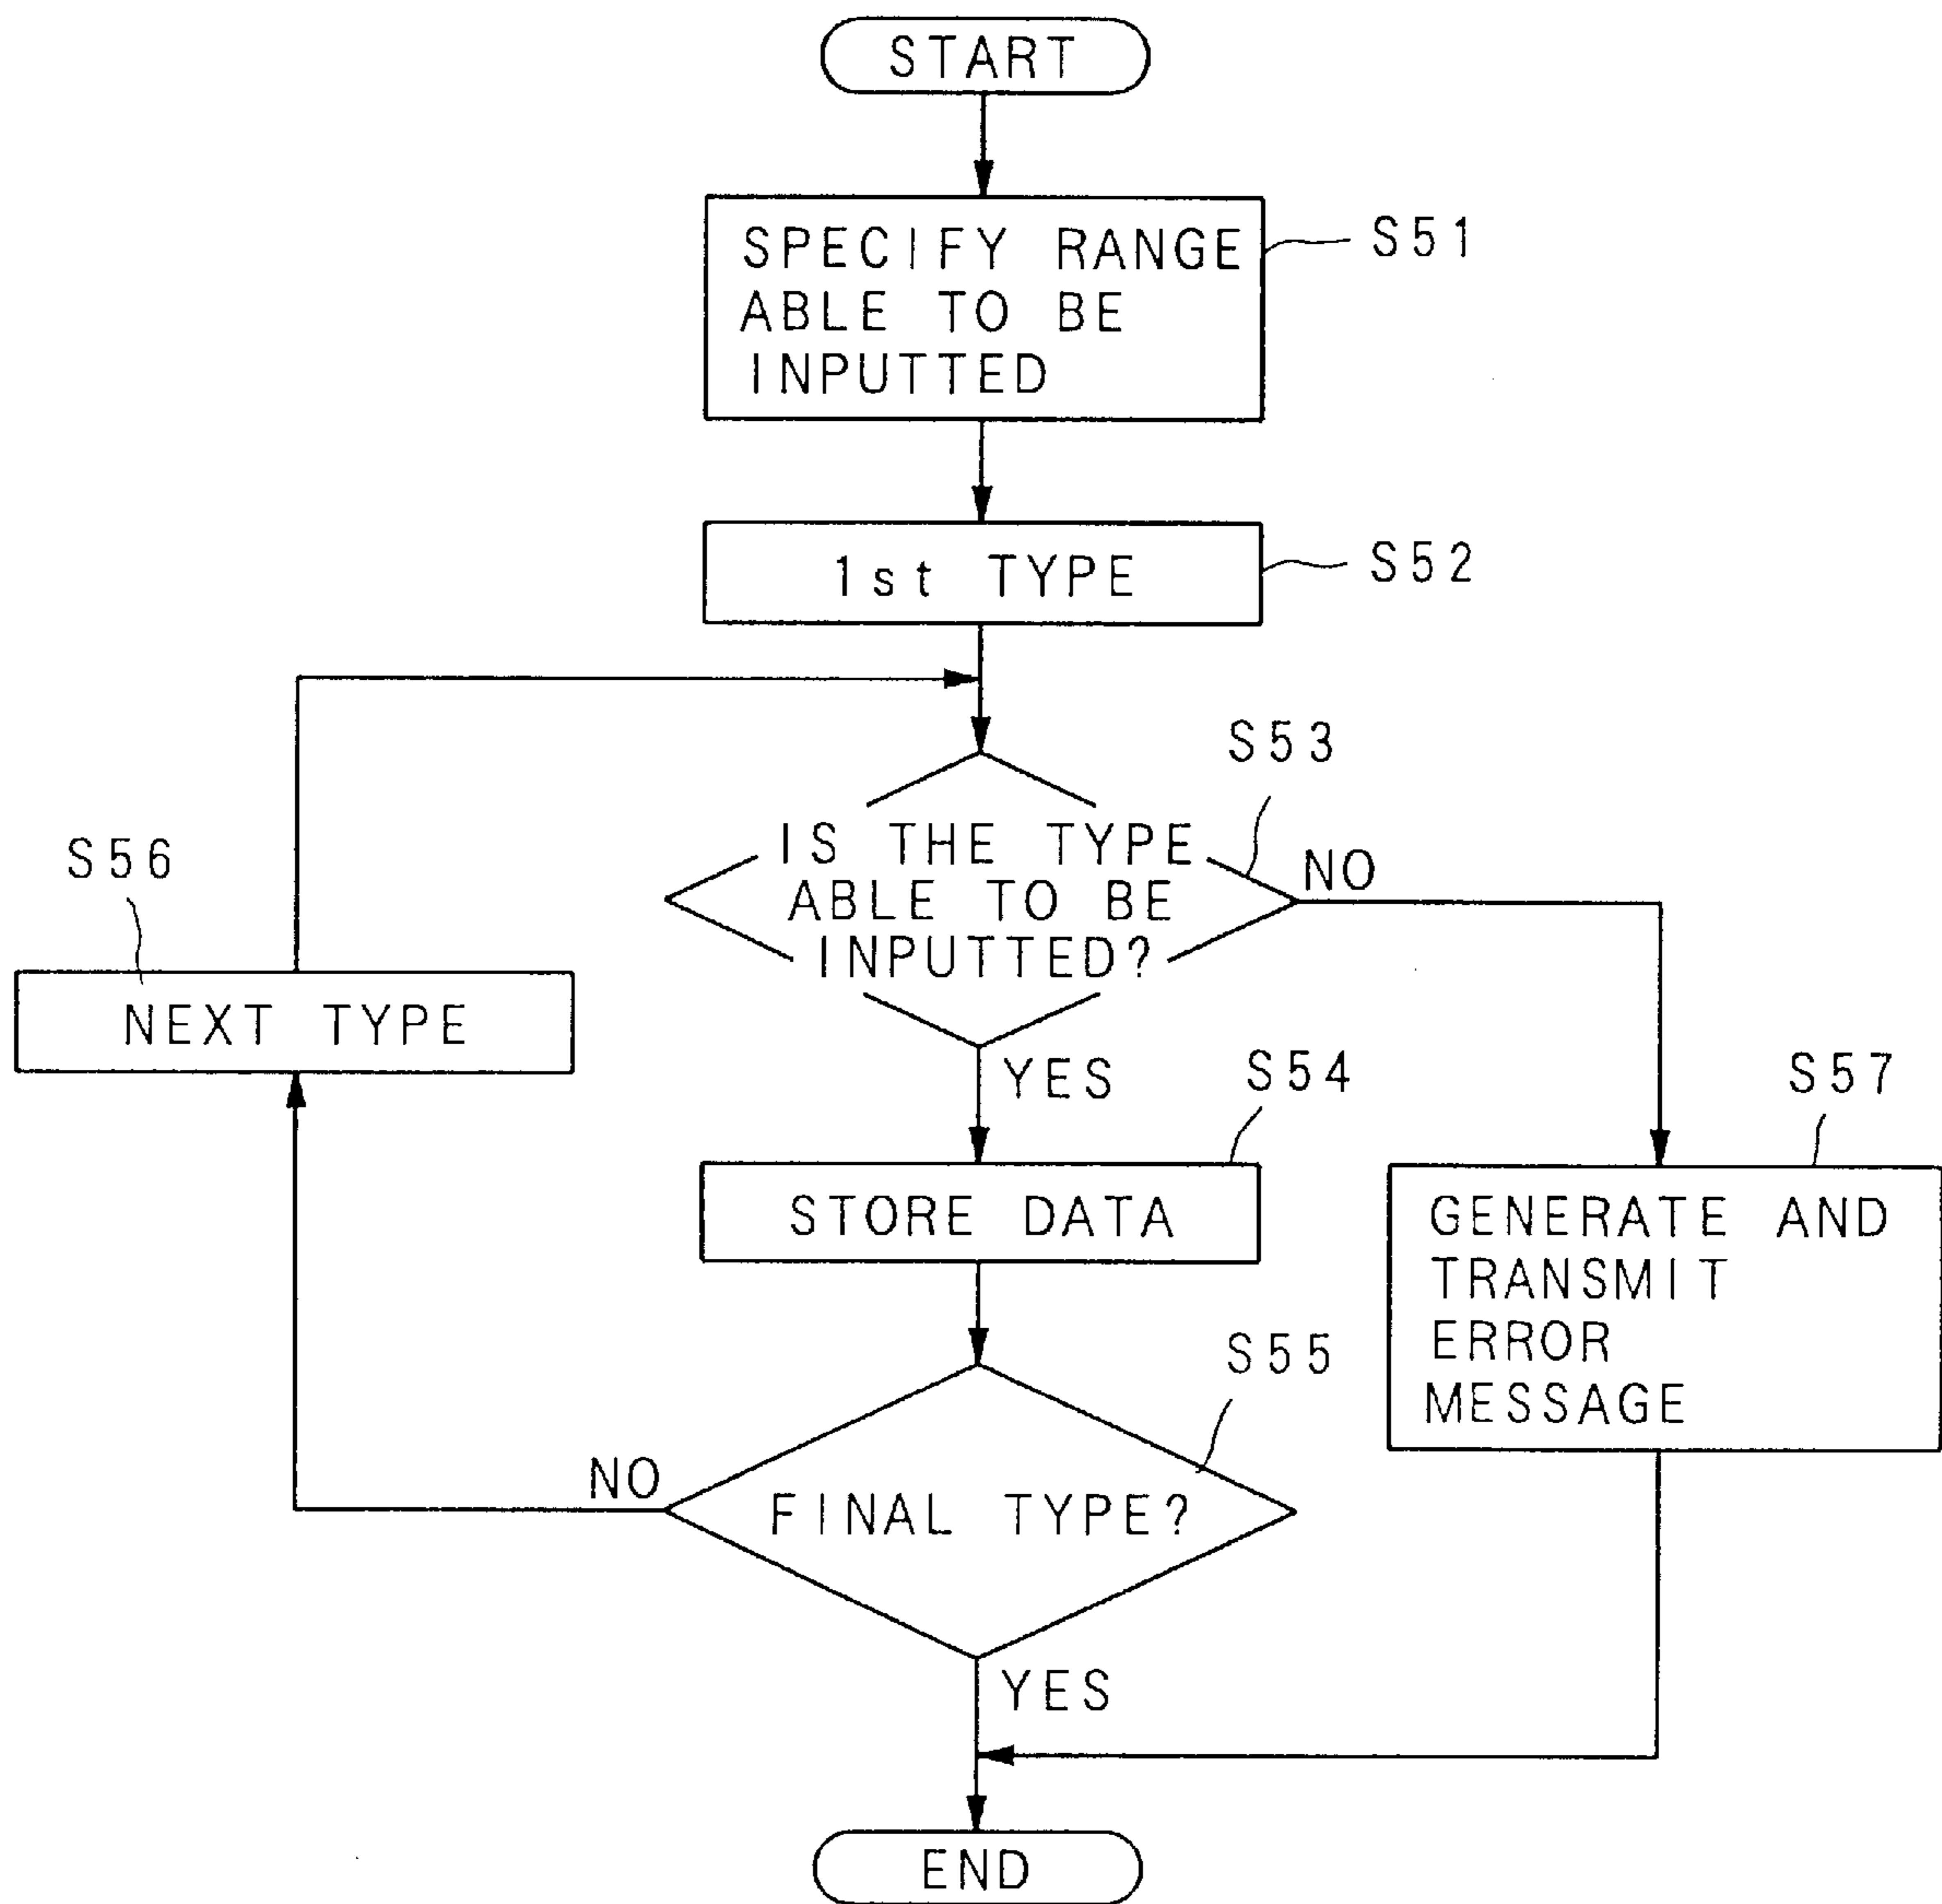 START
SPECIFY RANGE
ABLE TO BE
INPUTTED
S51
1st TYPE
S52
S53
IS THE TYPE
ABLE TO BE
INPUTTED?
NO
S56
NEXT TYPE
YES
S54
S57
STORE DATA
GENERATE AND
TRANSMIT
ERROR
MESSAGE
S55
NO
FINAL TYPE?
YES
END